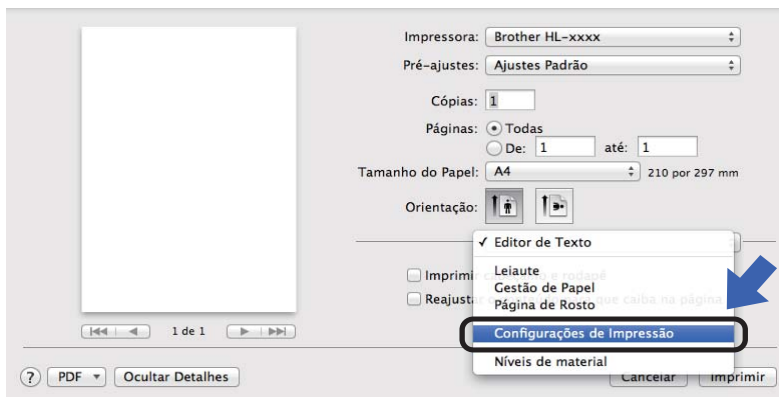 Impressora: Brother HL-xxxx
Pré-ajustes: Ajustes Padrão
Cópias: 1
Páginas: Todas
De: 1 até: 1
Tamanho do Papel: A4 210 por 297 mm
Orientação:
✓ Editor de Texto
Imprimir e rodapé
Leiaute
Gestão de Papel
Reajustar que caiba na página
Página de Rosto
Configurações de Impressão
Níveis de material
1 de 1
? PDF Ocultar Detalhes Cancelar Imprimir